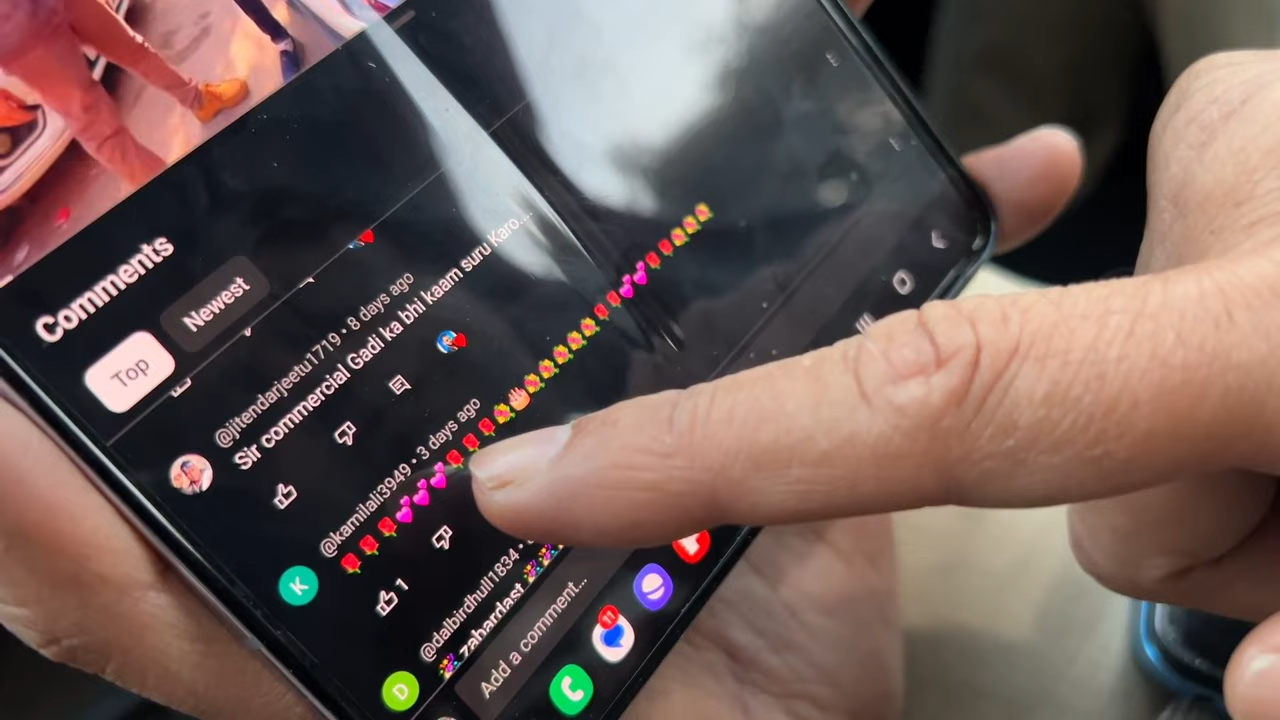 Comments
Top
Newest
@jitendarjeetu1719 • 8 days ago
Sir commercial Gadi ka bhi kaam suru Karo....
@kamilali3949 • 3 days ago
🌹🌹🌹💕💕💕🌹🌹🌹💐👏💐💐💐💐💐🌹🌹💕💕🌹🌹💐💐💐
K
1
@dalbirdhull1834 •
🎉 zabardast 🎉🎉
D
Add a comment...
11